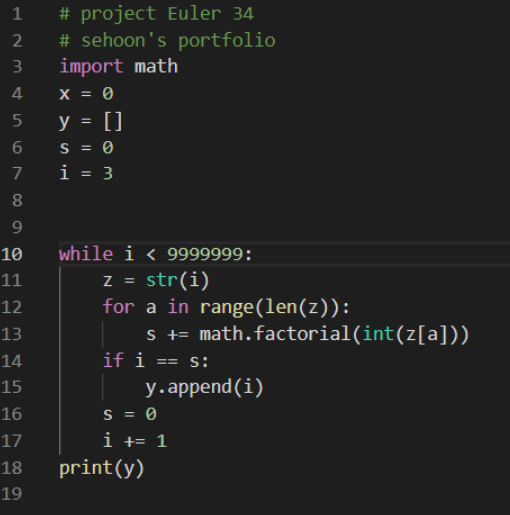 1 # project Euler 34
2 # sehoon's portfolio
3 import math
4 x = 0
5 y = []
6 s = 0
7 i = 3
8
9
10 while i < 9999999:
11     z = str(i)
12     for a in range(len(z)):
13         s += math.factorial(int(z[a]))
14     if i == s:
15         y.append(i)
16     s = 0
17     i += 1
18 print(y)
19